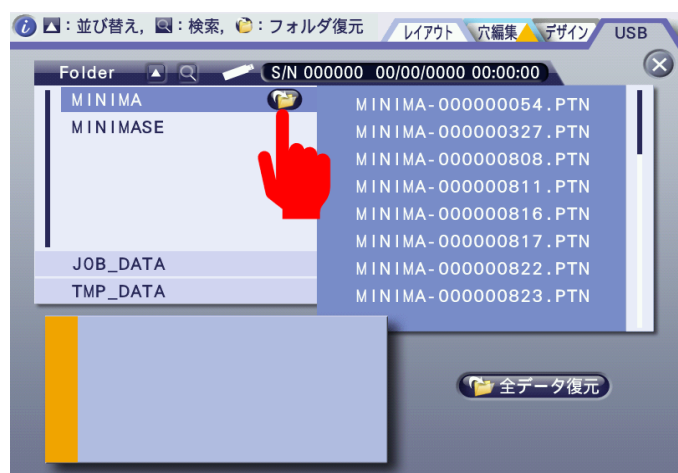 i ▲：並び替え，🔍：検索，：フォルダ復元
レイアウト 穴編集 デザイン USB
Folder S/N 000000 00/00/0000 00:00:00
MINIMA
MINIMASE
JOB_DATA
TMP_DATA
MINIMA-000000054.PTN
MINIMA-000000327.PTN
MINIMA-000000808.PTN
MINIMA-000000811.PTN
MINIMA-000000816.PTN
MINIMA-000000817.PTN
MINIMA-000000822.PTN
MINIMA-000000823.PTN
全データ復元